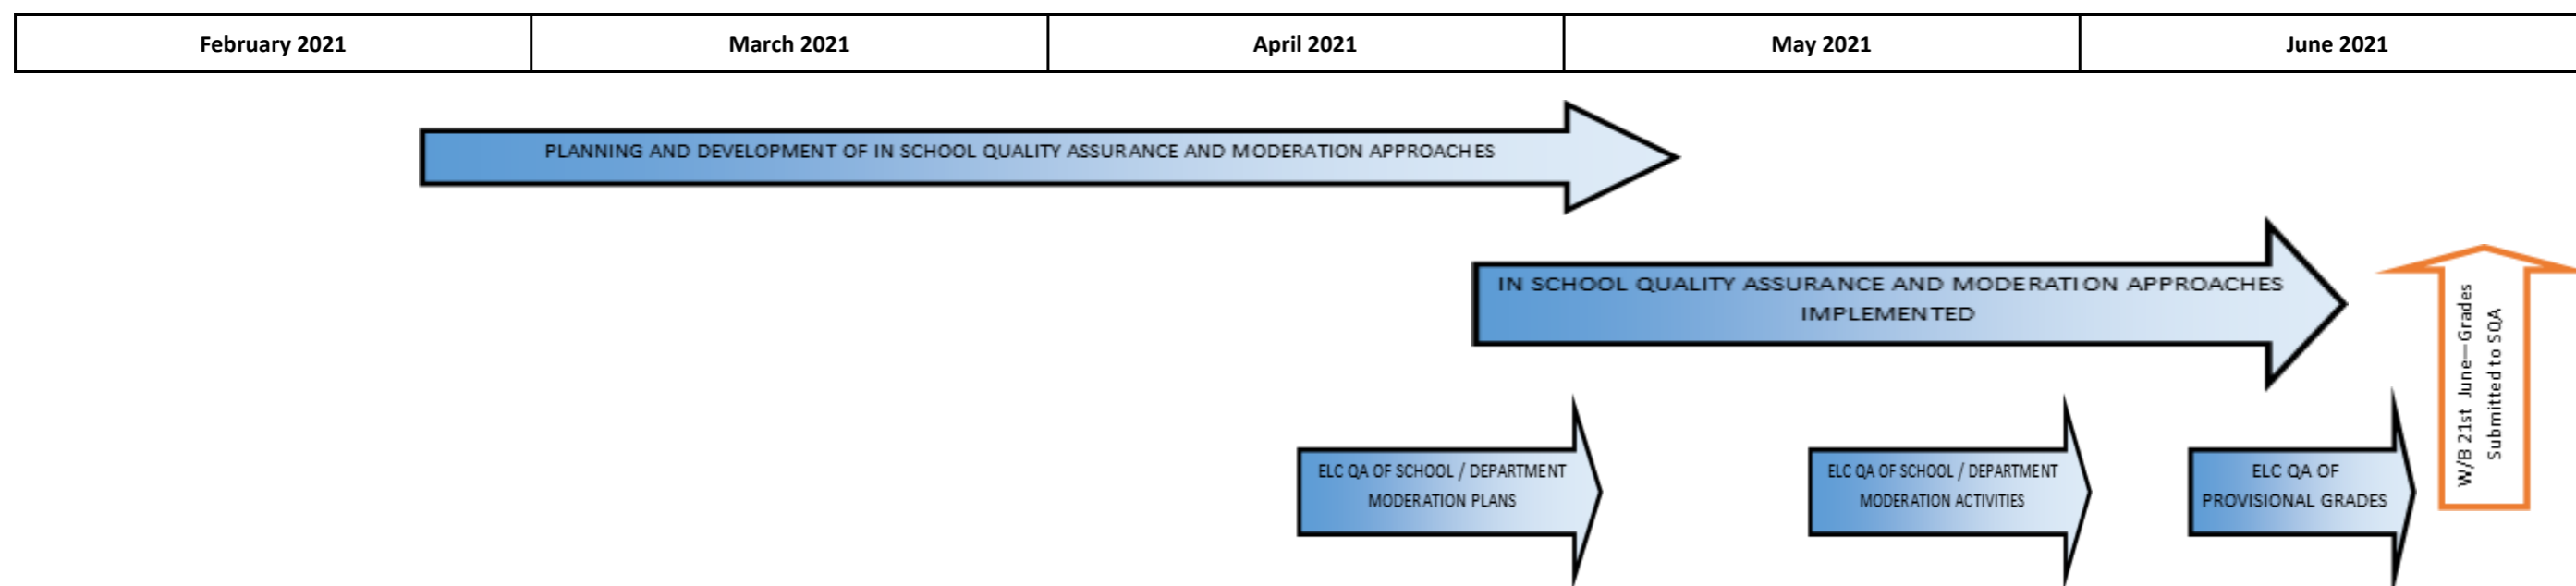 February 2021
March 2021
April 2021
May 2021
June 2021
PLANNING AND DEVELOPMENT OF IN SCHOOL QUALITY ASSURANCE AND MODERATION APPROACHES
IN SCHOOL QUALITY ASSURANCE AND MODERATION APPROACHES
IMPLEMENTED
ELC QA OF SCHOOL / DEPARTMENT
MODERATION PLANS
ELC QA OF SCHOOL / DEPARTMENT
MODERATION ACTIVITIES
ELC QA OF
PROVISIONAL GRADES
W/B 21st June—Grades
Submitted to SQA